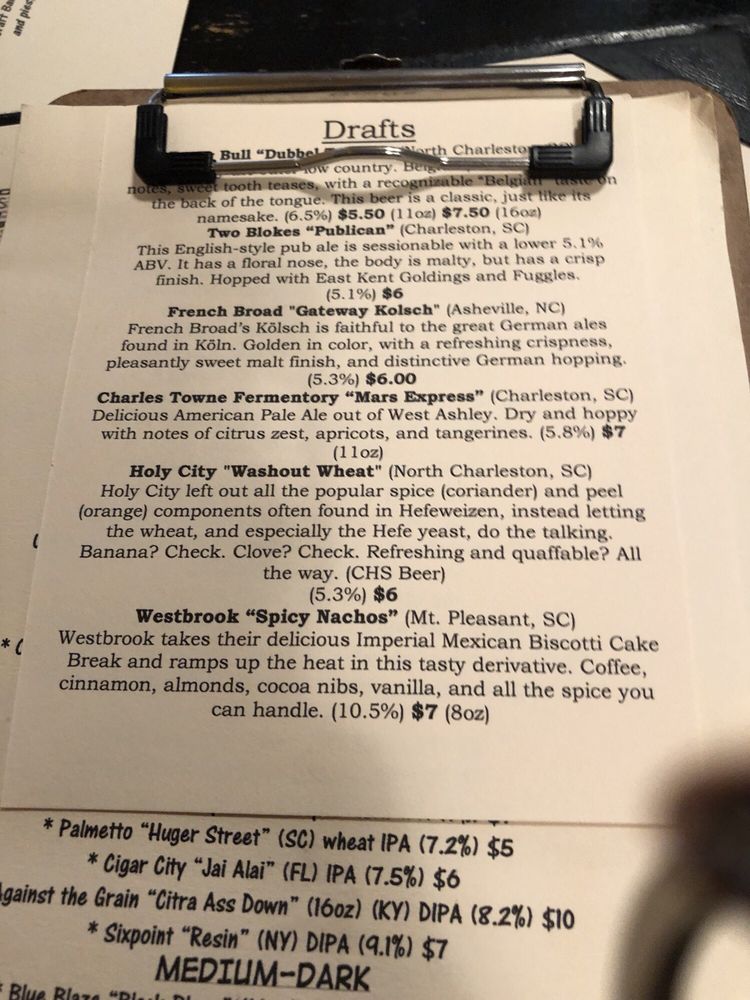 and pies
Drafts
Bull "Dubbel North Charleston
low country.
notes, sweet tooth teases, with a recognizable "Belgian" taste on
the back of the tongue. This beer is a classic, just like its
namesake. (6.5%) $5.50 (11oz) $7.50 (16oz)
Two Blokes "Publican" (Charleston, SC)
This English-style pub ale is sessionable with a lower 5.1%
ABV. It has a floral nose, the body is malty, but has a crisp
finish. Hopped with East Kent Goldings and Fuggles.
(5.1%) $6
French Broad "Gateway Kolsch" (Asheville, NC)
French Broad's Kölsch is faithful to the great German ales
found in Köln. Golden in color, with a refreshing crispness,
pleasantly sweet malt finish, and distinctive German hopping.
(5.3%) $6.00
Charles Towne Fermentory "Mars Express" (Charleston, SC)
Delicious American Pale Ale out of West Ashley. Dry and hoppy
with notes of citrus zest, apricots, and tangerines. (5.8%) $7
(11oz)
Holy City "Washout Wheat" (North Charleston, SC)
Holy City left out all the popular spice (coriander) and peel
(orange) components often found in Hefeweizen, instead letting
the wheat, and especially the Hefe yeast, do the talking.
Banana? Check. Clove? Check. Refreshing and quaffable? All
the way. (CHS Beer)
(5.3%) $6
Westbrook "Spicy Nachos" (Mt. Pleasant, SC)
Westbrook takes their delicious Imperial Mexican Biscotti Cake
Break and ramps up the heat in this tasty derivative. Coffee,
cinnamon, almonds, cocoa nibs, vanilla, and all the spice you
can handle. (10.5%) $7 (8oz)
* Palmetto "Huger Street" (SC) wheat IPA (7.2%) $5
* Cigar City "Jai Alai" (FL) IPA (7.5%) $6
Against the Grain "Citra Ass Down" (16oz) (KY) DIPA (8.2%) $10
* Sixpoint "Resin" (NY) DIPA (9.1%) $7
MEDIUM-DARK
* Blue Blaze